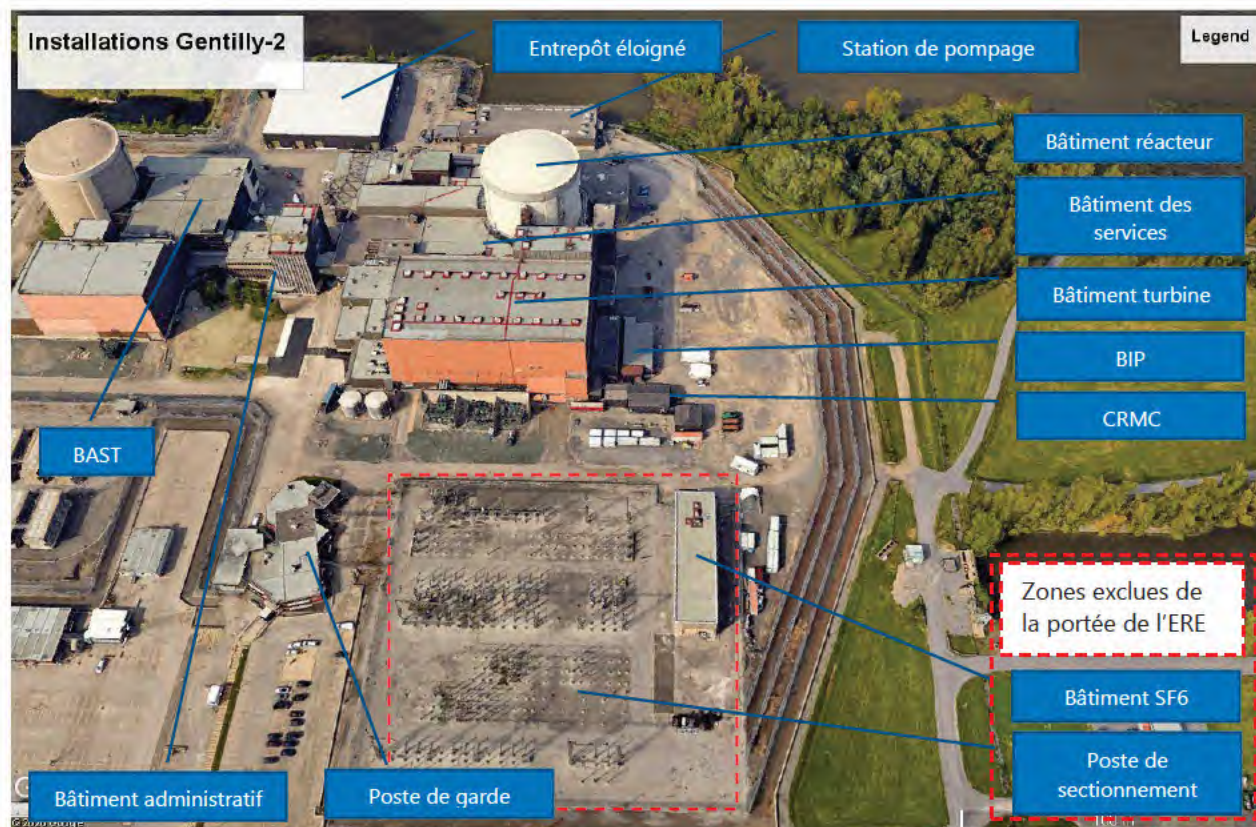 Installations Gentilly-2
Entrepôt éloigné
Station de pompage
Legend
Bâtiment réacteur
Bâtiment des
services
Bâtiment turbine
BIP
CRMC
BAST
Zones exclues de
la portée de l'ERE
Bâtiment SF6
Poste de
sectionnement
Bâtiment administratif
Poste de garde